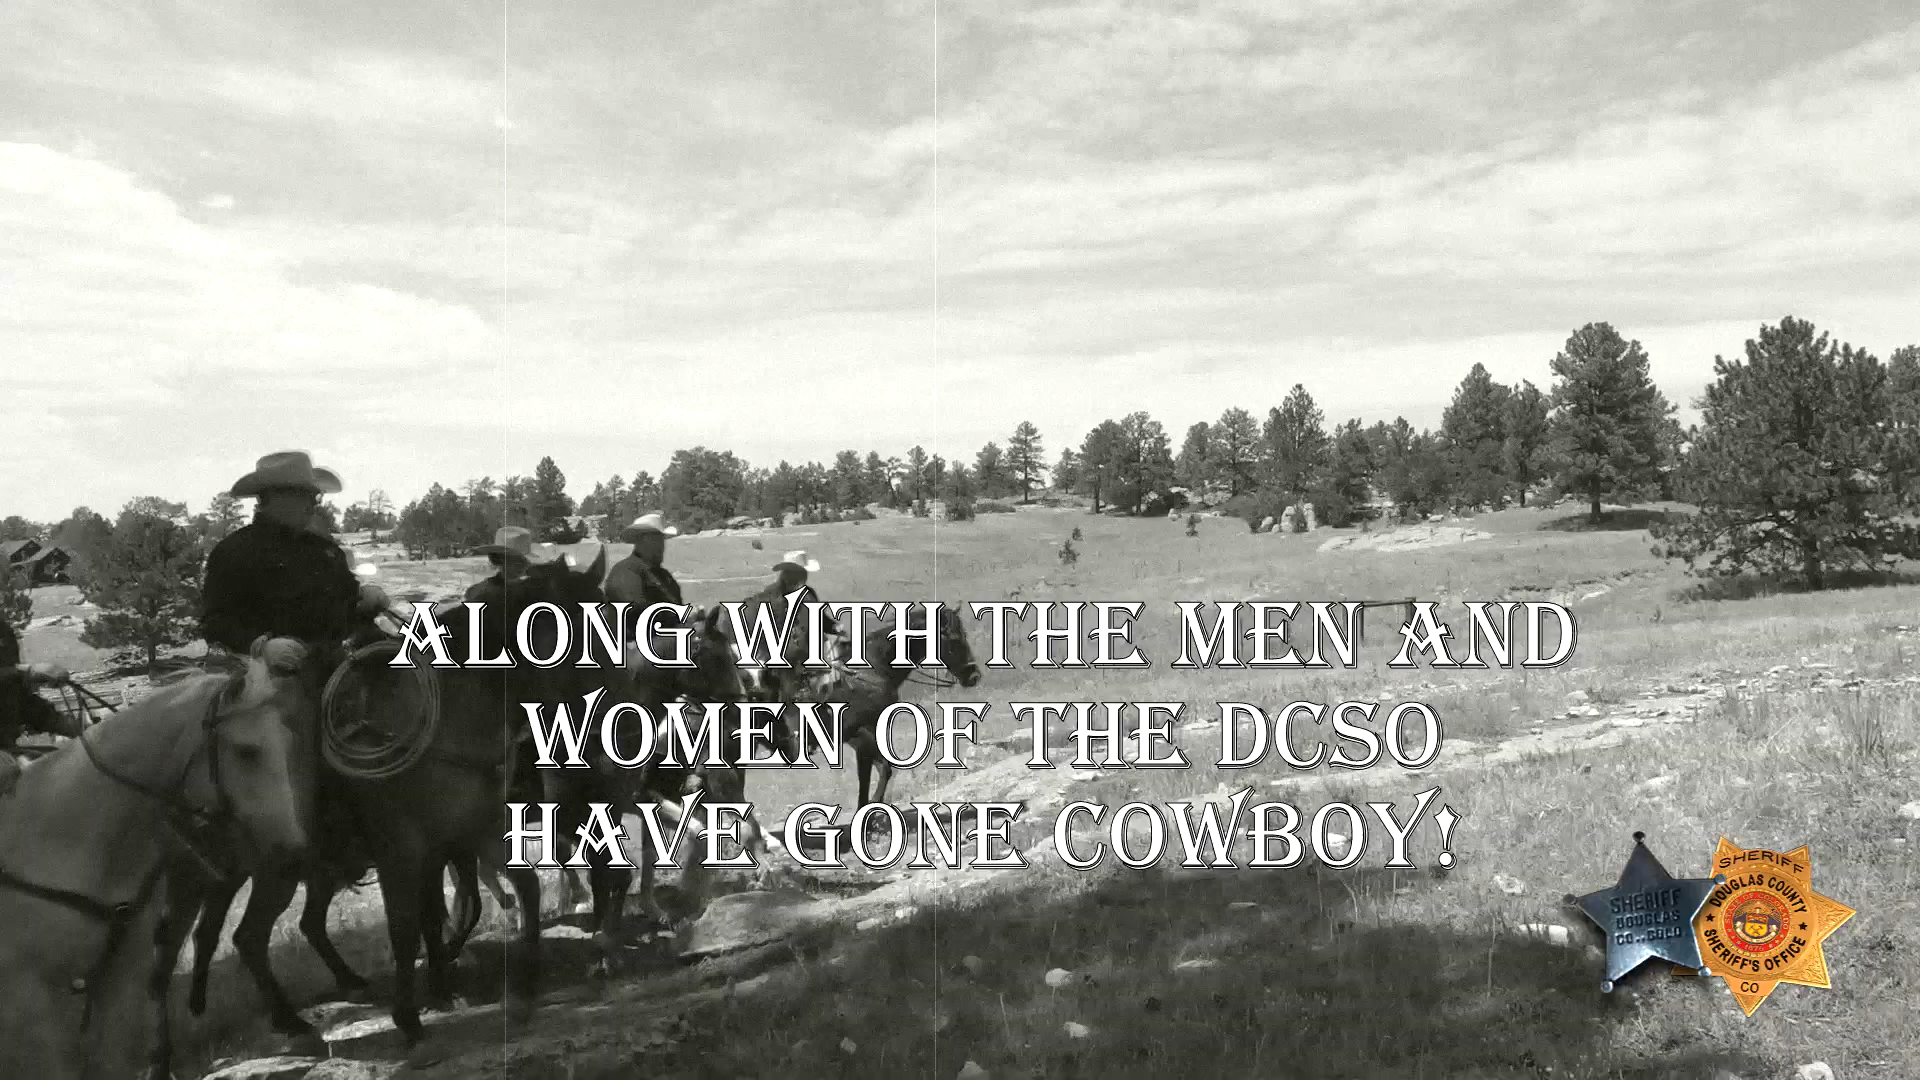 ALONG WITH THE MEN AND
WOMEN OF THE DCSO
HAVE GONE COWBOY!
SHERIFF
DOUGLAS
CO., COLO
SHERIFF
DOUGLAS COUNTY
SHERIFF'S OFFICE
CO